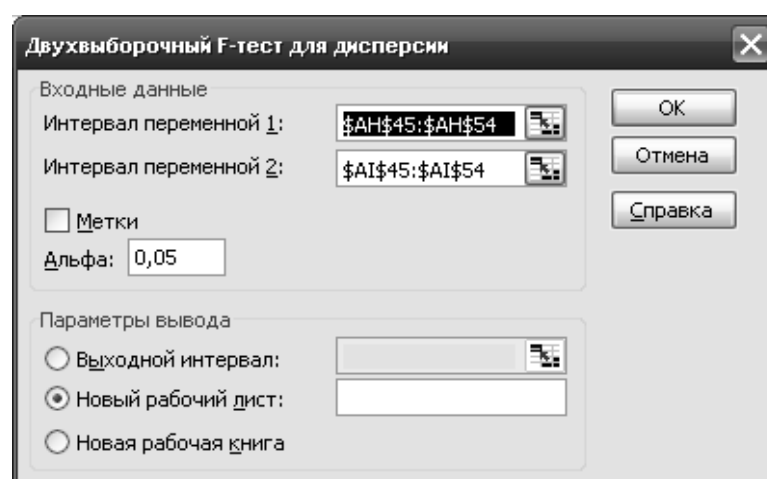 Двухвыборочный F-тест для дисперсии
Входные данные
Интервал переменной 1: $AH$45:$AH$54
Интервал переменной 2: $AI$45:$AI$54
Метки
Альфа: 0,05
OK
Отмена
Справка
Параметры вывода
Выходной интервал:
Новый рабочий лист:
Новая рабочая книга